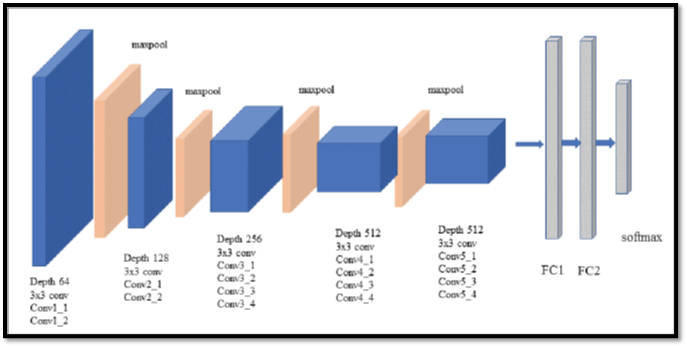 maxpool
maxpool
maxpool
maxpool
Depth 64
3x3 conv
Conv1_1
Conv1_2
Depth 128
3x3 conv
Conv2_1
Conv2_2
Depth 256
3x3 conv
Conv3_1
Conv3_2
Conv3_3
Conv3_4
Depth 512
3x3 conv
Conv4_1
Conv4_2
Conv4_3
Conv4_4
Depth 512
3x3 conv
Conv5_1
Conv5_2
Conv5_3
Conv5_4
FC1
FC2
softmax